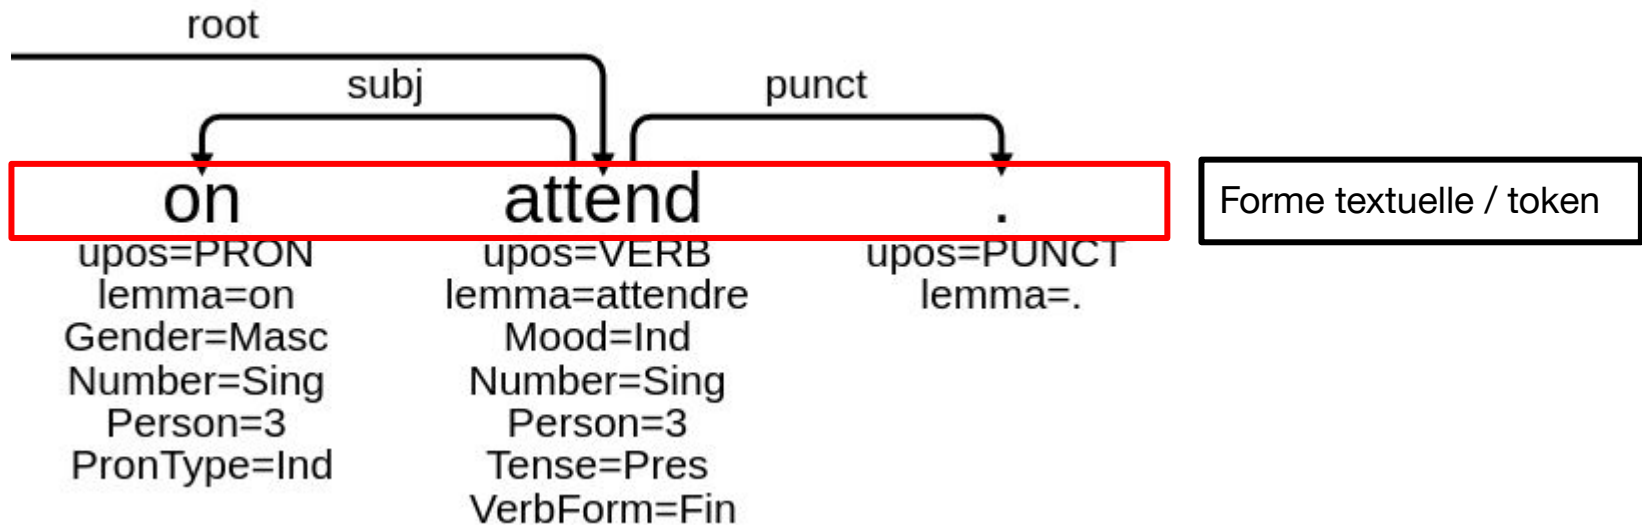 root
subj punct
on attend . Forme textuelle / token
upos=PRON upos=VERB upos=PUNCT
lemma=on lemma=attendre lemma=.
Gender=Masc Mood=Ind
Number=Sing Number=Sing
Person=3 Person=3
PronType=Ind Tense=Pres
VerbForm=Fin